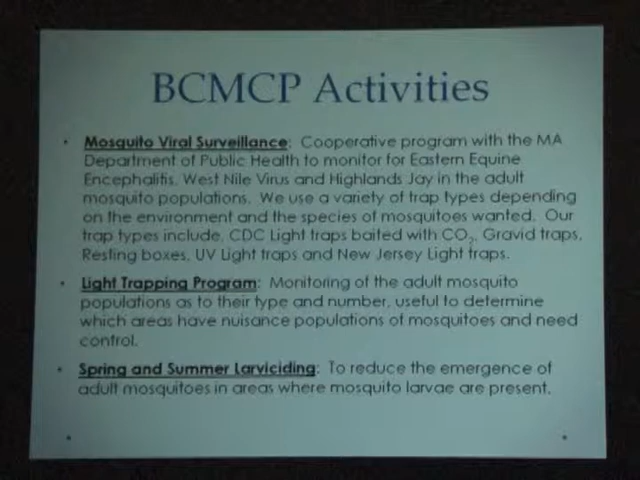 BCMCP Activities
• Mosquito Viral Surveillance: Cooperative program with the MA
Department of Public Health to monitor for Eastern Equine
Encephalitis, West Nile Virus and Highlands Jay in the adult
mosquito populations. We use a variety of trap types depending
on the environment and the species of mosquitoes wanted. Our
trap types include, CDC Light traps baited with CO₂, Gravid traps,
Resting boxes, UV Light traps and New Jersey Light traps.
• Light Trapping Program: Monitoring of the adult mosquito
populations as to their type and number, useful to determine
which areas have nuisance populations of mosquitoes and need
control.
• Spring and Summer Larviciding: To reduce the emergence of
adult mosquitoes in areas where mosquito larvae are present.